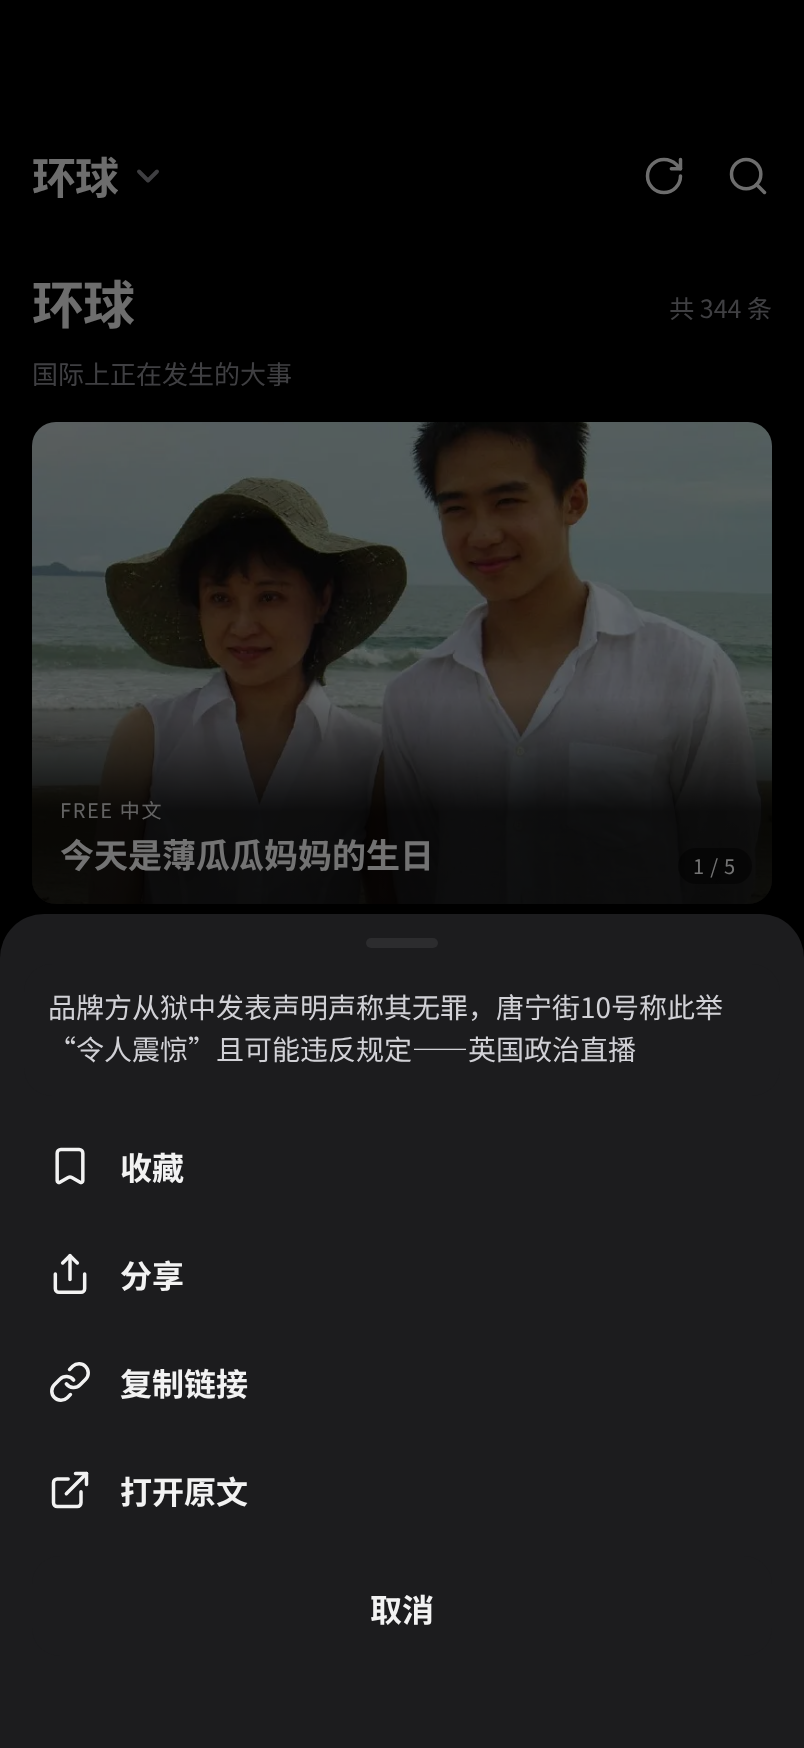 环球
环球
共 344 条
国际上正在发生的大事
FREE 中文
今天是薄瓜瓜妈妈的生日
1 / 5
品牌方从狱中发表声明声称其无罪，唐宁街10号称此举
“令人震惊”且可能违反规定——英国政治直播
收藏
分享
复制链接
打开原文
取消